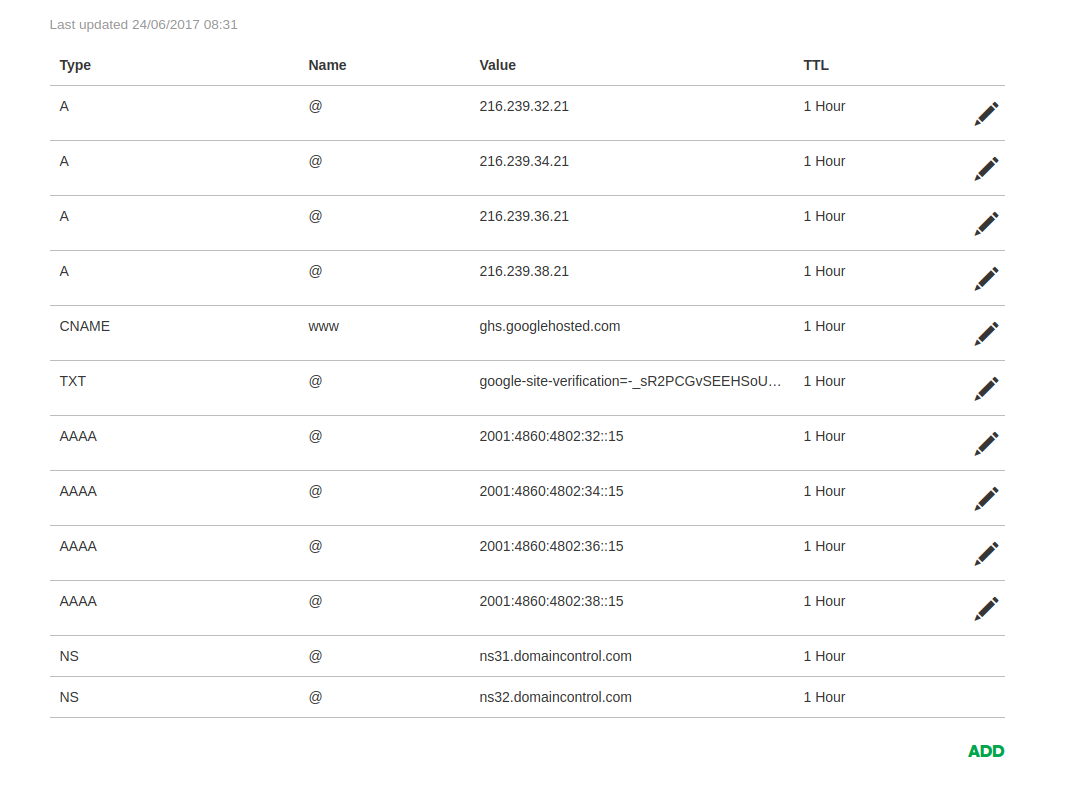 Last updated 24/06/2017 08:31
Type Name Value TTL
A @ 216.239.32.21 1 Hour
A @ 216.239.34.21 1 Hour
A @ 216.239.36.21 1 Hour
A @ 216.239.38.21 1 Hour
CNAME www ghs.googlehosted.com 1 Hour
TXT @ google-site-verification=-_sR2PCGvSEEHSoU… 1 Hour
AAAA @ 2001:4860:4802:32::15 1 Hour
AAAA @ 2001:4860:4802:34::15 1 Hour
AAAA @ 2001:4860:4802:36::15 1 Hour
AAAA @ 2001:4860:4802:38::15 1 Hour
NS @ ns31.domaincontrol.com 1 Hour
NS @ ns32.domaincontrol.com 1 Hour
ADD